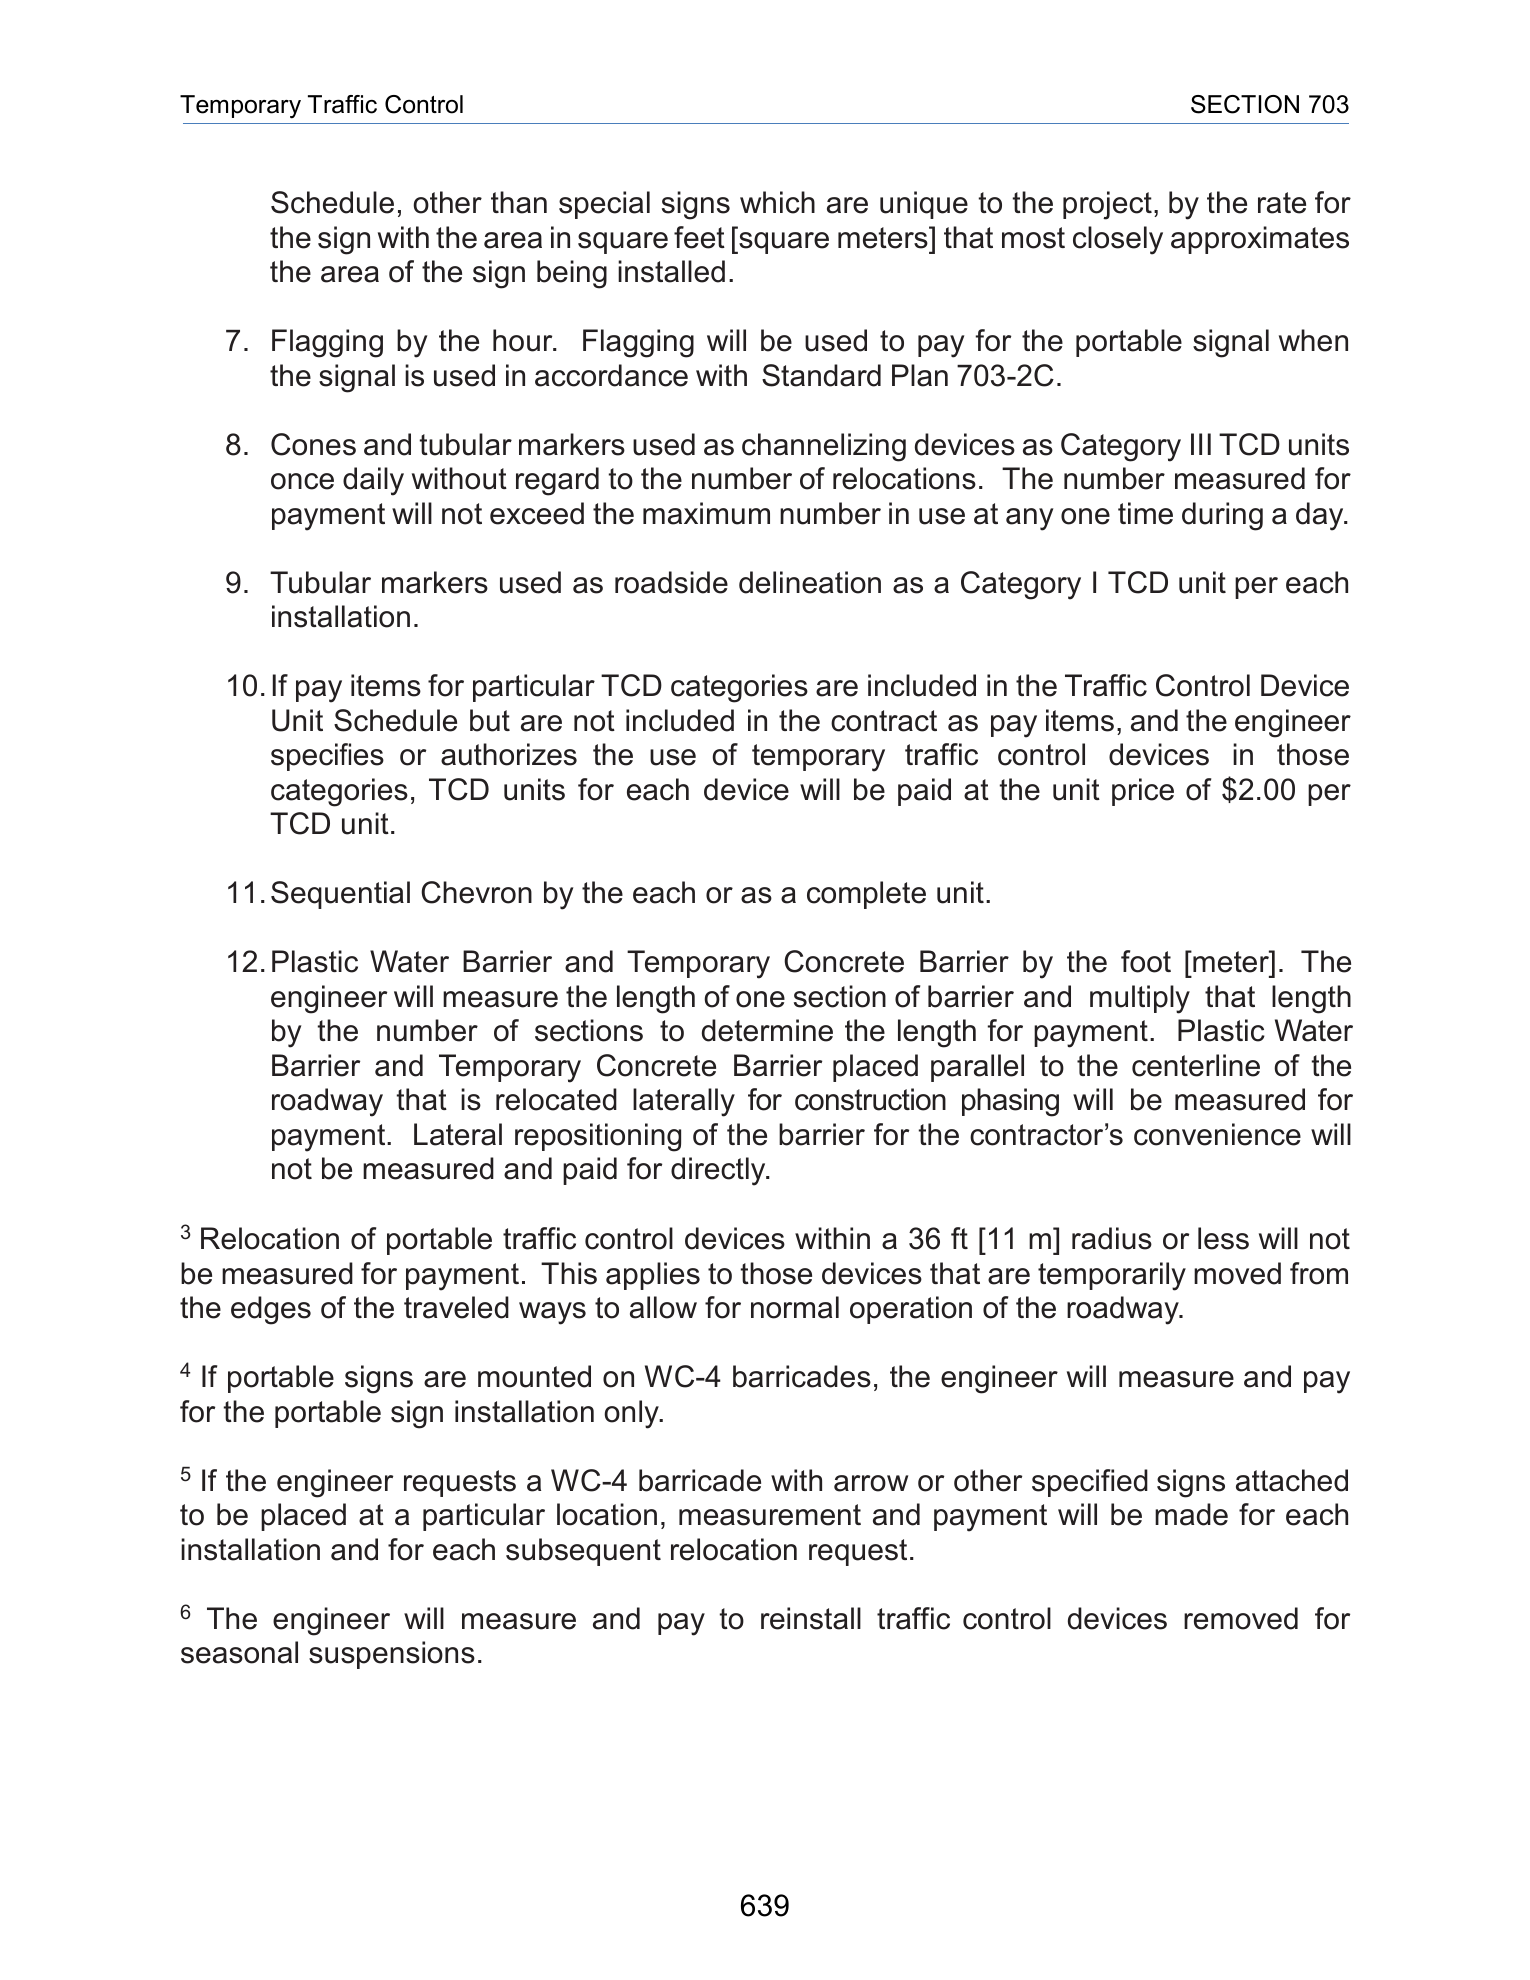 Temporary Traffic Control SECTION 703
Schedule, other than special signs which are unique to the project, by the rate for
the sign with the area in square feet [square meters] that most closely approximates
the area of the sign being installed.
7. Flagging by the hour. Flagging will be used to pay for the portable signal when
the signal is used in accordance with Standard Plan 703-2C.
8. Cones and tubular markers used as channelizing devices as Category III TCD units
once daily without regard to the number of relocations. The number measured for
payment will not exceed the maximum number in use at any one time during a day.
9. Tubular markers used as roadside delineation as a Category I TCD unit per each
installation.
10. If pay items for particular TCD categories are included in the Traffic Control Device
Unit Schedule but are not included in the contract as pay items, and the engineer
specifies or authorizes the use of temporary traffic control devices in those
categories, TCD units for each device will be paid at the unit price of $2.00 per
TCD unit.
11. Sequential Chevron by the each or as a complete unit.
12. Plastic Water Barrier and Temporary Concrete Barrier by the foot [meter]. The
engineer will measure the length of one section of barrier and multiply that length
by the number of sections to determine the length for payment. Plastic Water
Barrier and Temporary Concrete Barrier placed parallel to the centerline of the
roadway that is relocated laterally for construction phasing will be measured for
payment. Lateral repositioning of the barrier for the contractor’s convenience will
not be measured and paid for directly.
³ Relocation of portable traffic control devices within a 36 ft [11 m] radius or less will not
be measured for payment. This applies to those devices that are temporarily moved from
the edges of the traveled ways to allow for normal operation of the roadway.
⁴ If portable signs are mounted on WC-4 barricades, the engineer will measure and pay
for the portable sign installation only.
⁵ If the engineer requests a WC-4 barricade with arrow or other specified signs attached
to be placed at a particular location, measurement and payment will be made for each
installation and for each subsequent relocation request.
⁶ The engineer will measure and pay to reinstall traffic control devices removed for
seasonal suspensions.
639